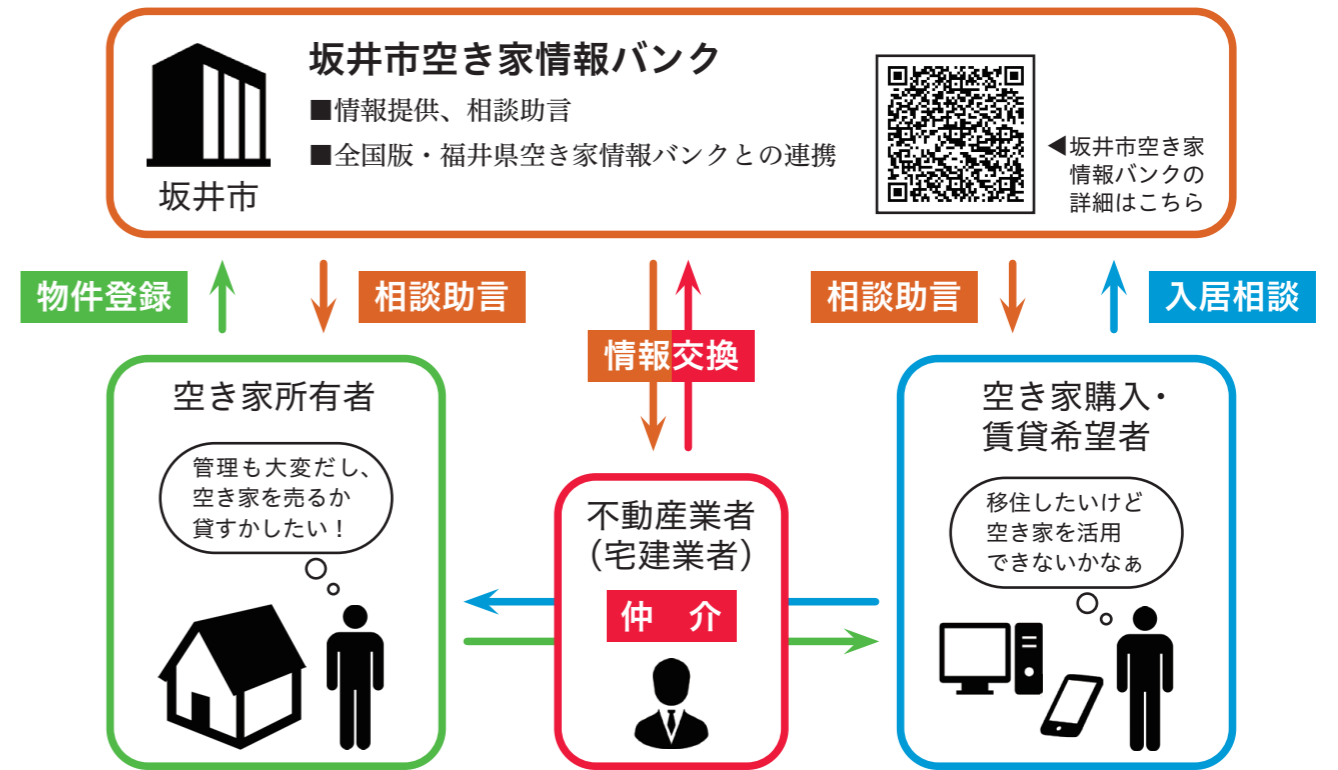 坂井市空き家情報バンク
■情報提供、相談助言
■全国版・福井県空き家情報バンクとの連携
坂井市
◀坂井市空き家
情報バンクの
詳細はこちら
物件登録
相談助言
情報交換
相談助言
入居相談
空き家所有者
管理も大変だし、
空き家を売るか
貸すかしたい！
不動産業者
（宅建業者）
仲　介
空き家購入・
賃貸希望者
移住したいけど
空き家を活用
できないかなぁ